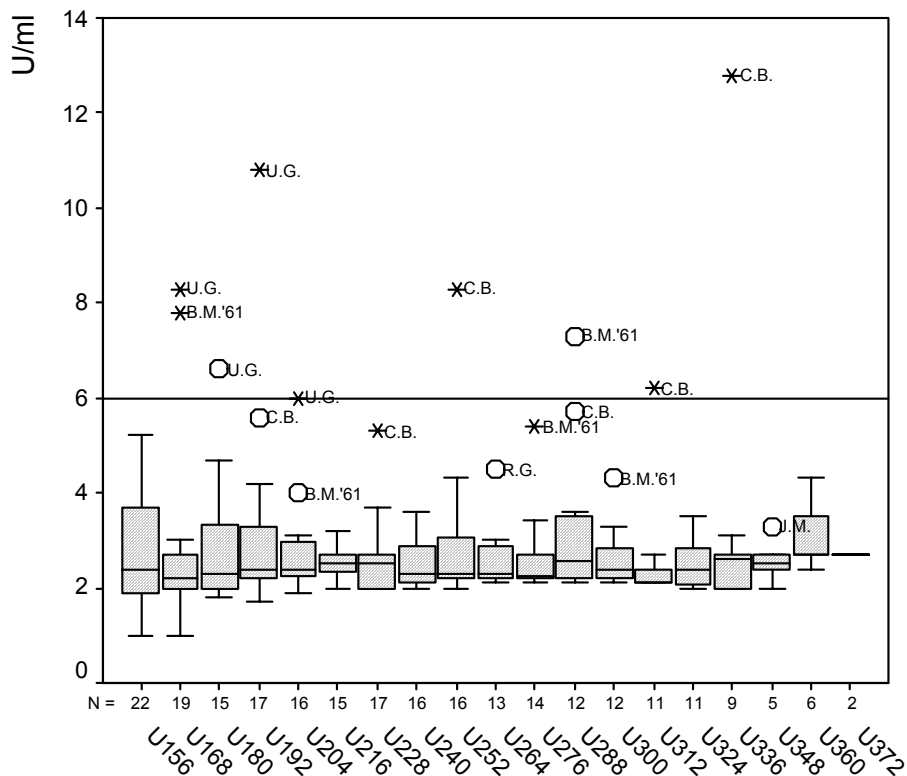 U/ml
14
12
10
8
6
4
2
0
C.B.
U.G.
U.G.
C.B.
B.M.'61
B.M.'61
U.G.
C.B.
U.G.
C.B.
C.B.
C.B.
B.M.'61
R.G.
B.M.'61
B.M.'61
J.M.
N = 22 19 15 17 16 15 17 16 16 13 14 12 12 11 11 9 5 6 2
U156 U168 U180 U192 U204 U216 U228 U240 U252 U264 U276 U288 U300 U312 U324 U336 U348 U360 U372